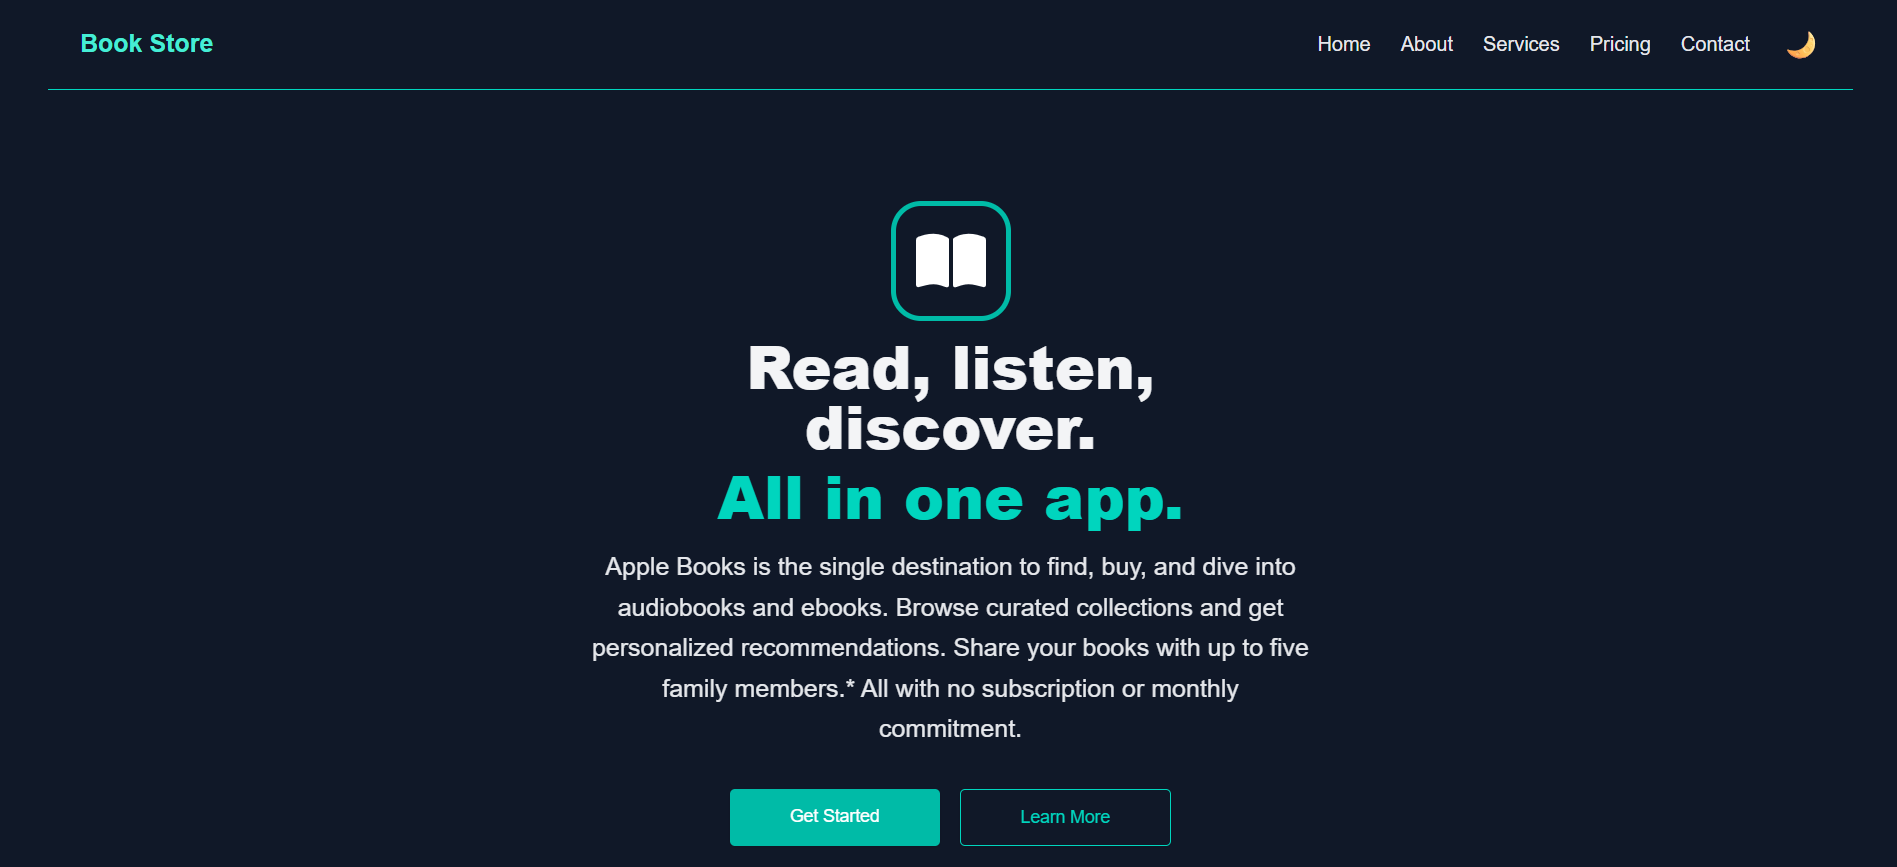 Book Store
Home About Services Pricing Contact
Read, listen,
discover.
All in one app.
Apple Books is the single destination to find, buy, and dive into
audiobooks and ebooks. Browse curated collections and get
personalized recommendations. Share your books with up to five
family members.* All with no subscription or monthly
commitment.
Get Started
Learn More